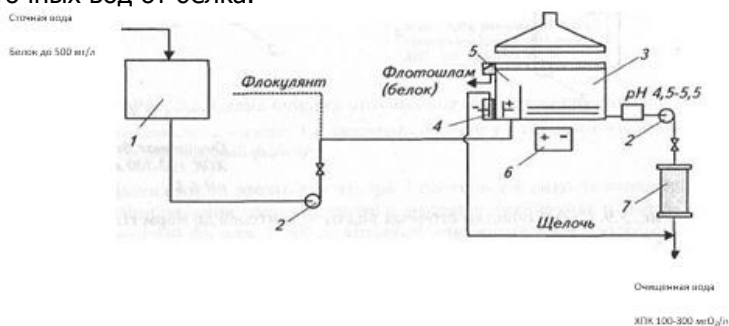 сточных вод от белка.
Сточная вода
Белок до 500 мг/л
Флокулянт
Флотошлам
(белок)
5
3
pH 4,5-5,5
1
4
2
6
2
7
Щелочь
Очищенная вода
ХПК 100-300 мгО₂/л